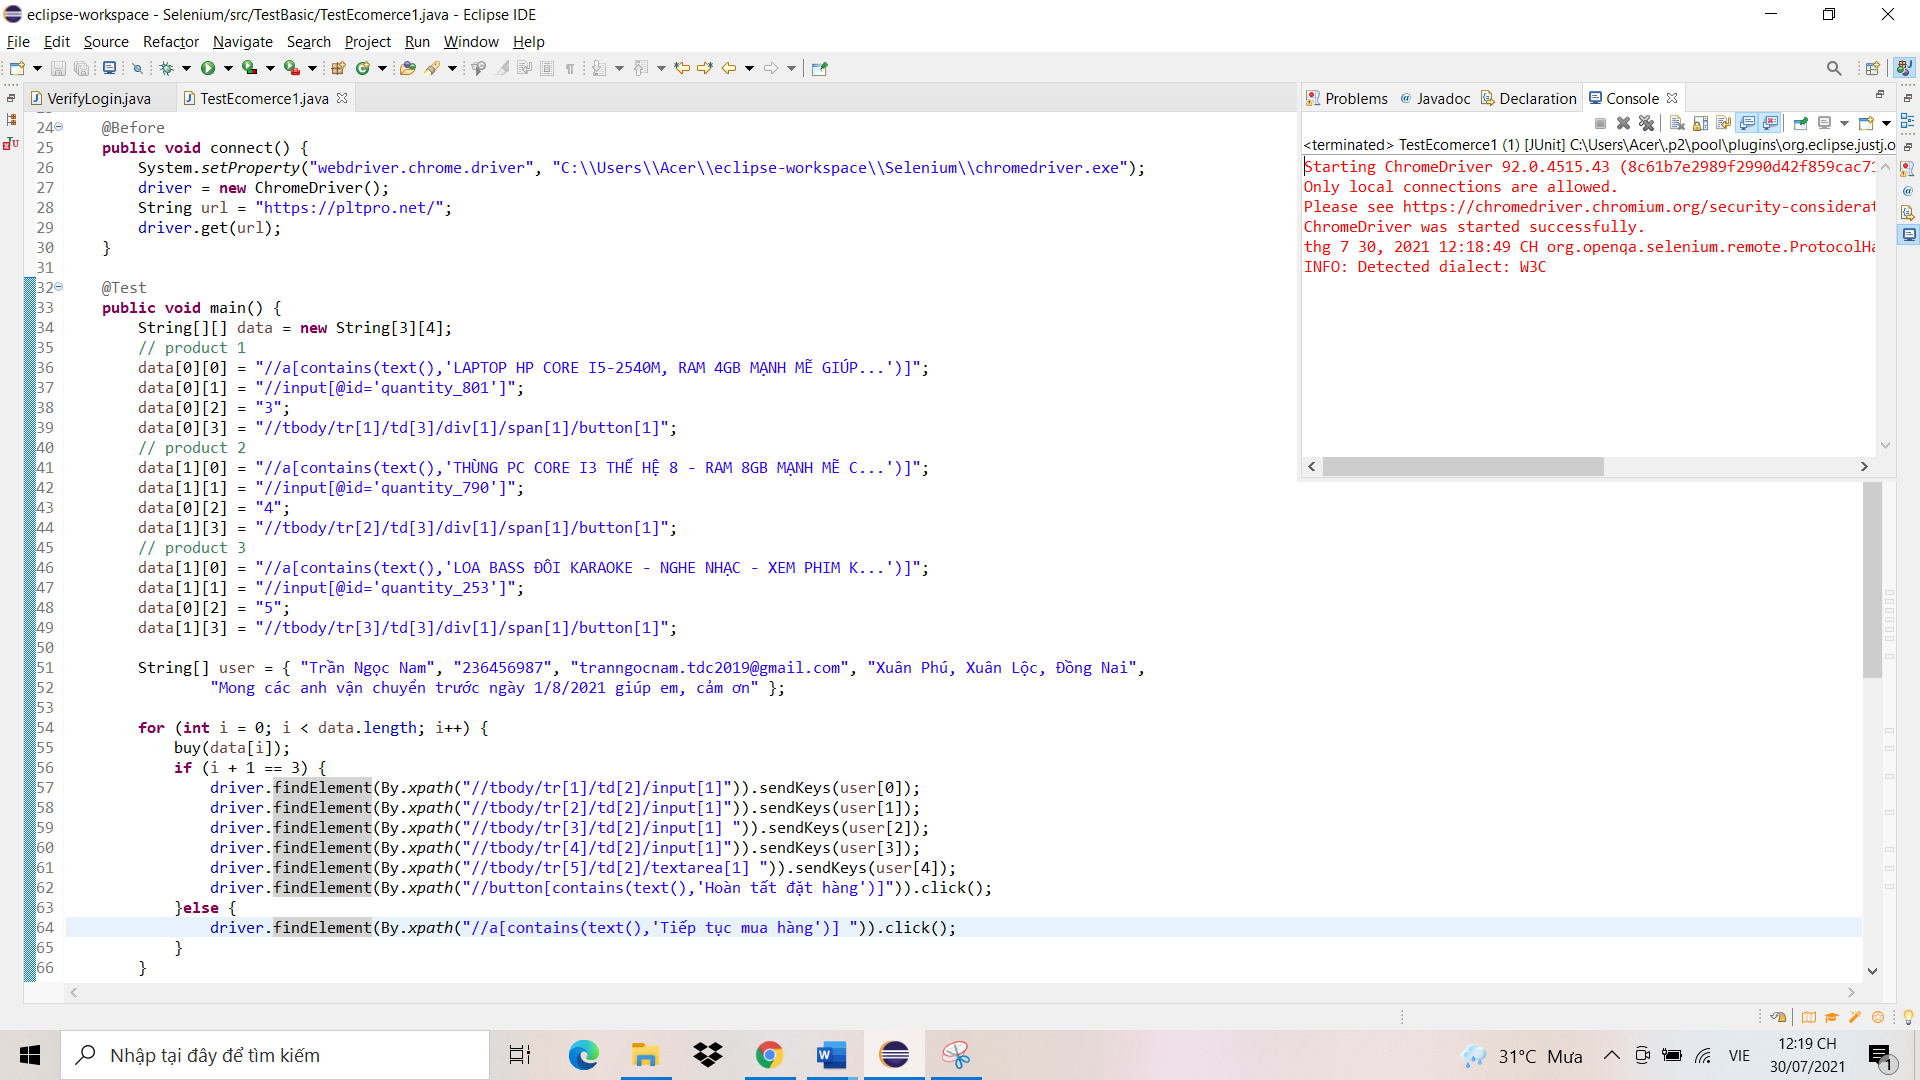 eclipse-workspace - Selenium/src/TestBasic/TestEcomerce1.java - Eclipse IDE
File Edit Source Refactor Navigate Search Project Run Window Help
VerifyLogin.java TestEcomerce1.java
24 @Before
25 public void connect() {
26 System.setProperty("webdriver.chrome.driver", "C:\\Users\\Acer\\eclipse-workspace\\Selenium\\chromedriver.exe");
27 driver = new ChromeDriver();
28 String url = "https://pltpro.net/";
29 driver.get(url);
30 }
31
32 @Test
33 public void main() {
34 String[][] data = new String[3][4];
35 // product 1
36 data[0][0] = "//a[contains(text(),'LAPTOP HP CORE I5-2540M, RAM 4GB MẠNH MẼ GIÚP...')]";
37 data[0][1] = "//input[@id='quantity_801']";
38 data[0][2] = "3";
39 data[0][3] = "//tbody/tr[1]/td[3]/div[1]/span[1]/button[1]";
40 // product 2
41 data[1][0] = "//a[contains(text(),'THÙNG PC CORE I3 THẾ HỆ 8 - RAM 8GB MẠNH MẼ C...')]";
42 data[1][1] = "//input[@id='quantity_790']";
43 data[0][2] = "4";
44 data[1][3] = "//tbody/tr[2]/td[3]/div[1]/span[1]/button[1]";
45 // product 3
46 data[1][0] = "//a[contains(text(),'LOA BASS ĐÔI KARAOKE - NGHE NHẠC - XEM PHIM K...')]";
47 data[1][1] = "//input[@id='quantity_253']";
48 data[0][2] = "5";
49 data[1][3] = "//tbody/tr[3]/td[3]/div[1]/span[1]/button[1]";
50
51 String[] user = { "Trần Ngọc Nam", "236456987", "tranngocnam.tdc2019@gmail.com", "Xuân Phú, Xuân Lộc, Đồng Nai",
52 "Mong các anh vận chuyển trước ngày 1/8/2021 giúp em, cảm ơn" };
53
54 for (int i = 0; i < data.length; i++) {
55 buy(data[i]);
56 if (i + 1 == 3) {
57 driver.findElement(By.xpath("//tbody/tr[1]/td[2]/input[1]")).sendKeys(user[0]);
58 driver.findElement(By.xpath("//tbody/tr[2]/td[2]/input[1]")).sendKeys(user[1]);
59 driver.findElement(By.xpath("//tbody/tr[3]/td[2]/input[1] ")).sendKeys(user[2]);
60 driver.findElement(By.xpath("//tbody/tr[4]/td[2]/input[1]")).sendKeys(user[3]);
61 driver.findElement(By.xpath("//tbody/tr[5]/td[2]/textarea[1] ")).sendKeys(user[4]);
62 driver.findElement(By.xpath("//button[contains(text(),'Hoàn tất đặt hàng')]")).click();
63 }else {
64 driver.findElement(By.xpath("//a[contains(text(),'Tiếp tục mua hàng')] ")).click();
65 }
66 }
Problems Javadoc Declaration Console
<terminated> TestEcomerce1 (1) [JUnit] C:\Users\Acer\.p2\pool\plugins\org.eclipse.justj.o
Starting ChromeDriver 92.0.4515.43 (8c61b7e2989f2990d42f859cac71
Only local connections are allowed.
Please see https://chromedriver.chromium.org/security-considerat
ChromeDriver was started successfully.
thg 7 30, 2021 12:18:49 CH org.openqa.selenium.remote.ProtocolHa
INFO: Detected dialect: W3C
Nhập tại đây để tìm kiếm
31°C Mưa
VIE
12:19 CH
30/07/2021
1